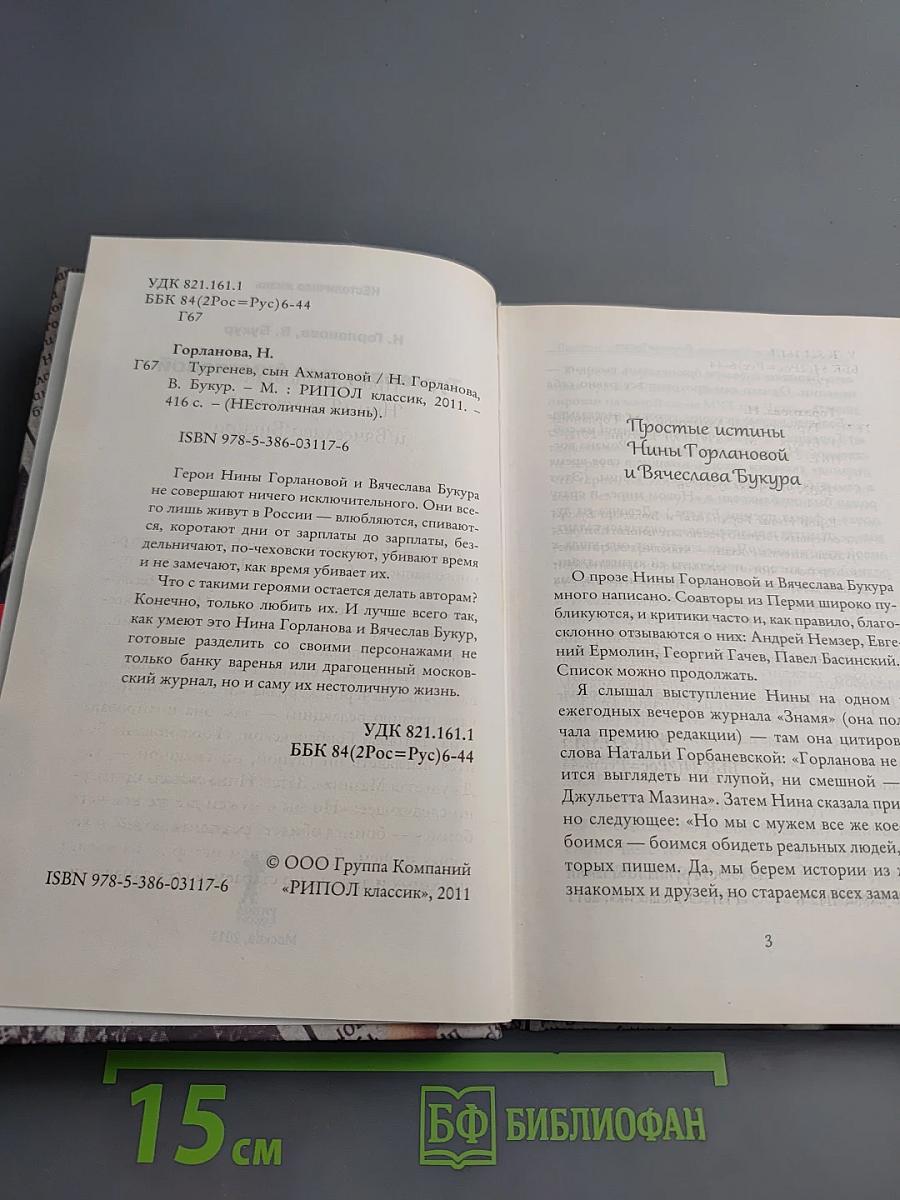 УДК 821.161.1
ББК 84(2Рос=Рус)6-44
Г67
Горланова, Н.
Г67 Тургенев, сын Ахматовой / Н. Горланова,
В. Букур. – М. : РИПОЛ классик, 2011. –
416 с. – (НЕстоличная жизнь).
ISBN 978-5-386-03117-6
Герои Нины Горлановой и Вячеслава Букура
не совершают ничего исключительного. Они все-
го лишь живут в России — влюбляются, спивают-
ся, коротают дни от зарплаты до зарплаты, без-
дельничают, по-чеховски тоскуют, убивают время
и не замечают, как время убивает их.
Что с такими героями остается делать авторам?
Конечно, только любить их. И лучше всего так,
как умеют это Нина Горланова и Вячеслав Букур,
готовые разделить со своими персонажами не
только банку варенья или драгоценный москов-
ский журнал, но и саму их нестоличную жизнь.
УДК 821.161.1
ББК 84(2Рос=Рус)6-44
© ООО Группа Компаний
ISBN 978-5-386-03117-6 «РИПОЛ классик», 2011
Простые истины
Нины Горлановой
и Вячеслава Букура
О прозе Нины Горлановой и Вячеслава Букура
много написано. Соавторы из Перми широко пу-
бликуются, и критики часто и, как правило, благо-
склонно отзываются о них: Андрей Немзер, Евге-
ний Ермолин, Георгий Гачев, Павел Басинский.
Список можно продолжать.
Я слышал выступление Нины на одном
ежегодных вечеров журнала «Знамя» (она пол
чала премию редакции) — там она цитиров
слова Натальи Горбаневской: «Горланова не
ится выглядеть ни глупой, ни смешной —
Джульетта Мазина». Затем Нина сказала при
но следующее: «Но мы с мужем все же кое
боимся — боимся обидеть реальных людей,
торых пишем. Да, мы берем истории из
знакомых и друзей, но стараемся всех зама
3
15 см
БФ БИБЛИОФАН